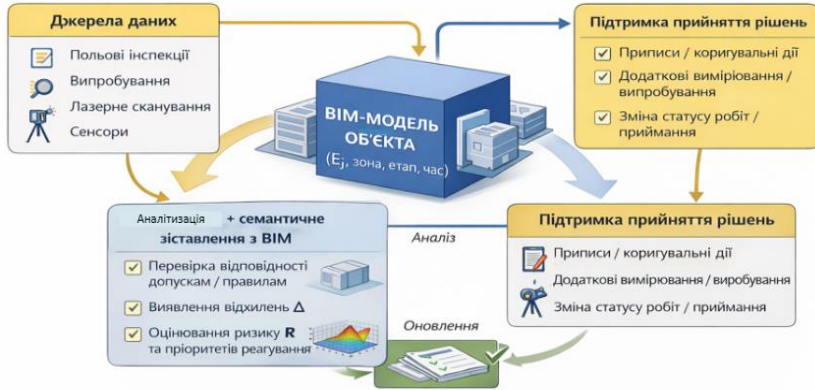 Джерела даних
Польові інспекції
Випробування
Лазерне сканування
Сенсори
BIM-МОДЕЛЬ
ОБ'ЄКТА
(Eⱼ, зона, етап, час)
Підтримка прийняття рішень
Приписи / коригувальні дії
Додаткові вимірювання /
випробування
Зміна статусу робіт /
приймання
Аналітизація + семантичне
зіставлення з BIM
Перевірка відповідності
допускам / правилам
Виявлення відхилень Δ
Оцінювання ризику R
та пріоритетів реагування
Аналіз
Оновлення
Підтримка прийняття рішень
Приписи / коригувальні дії
Додаткові вимірювання / виробування
Зміна статусу робіт / приймання